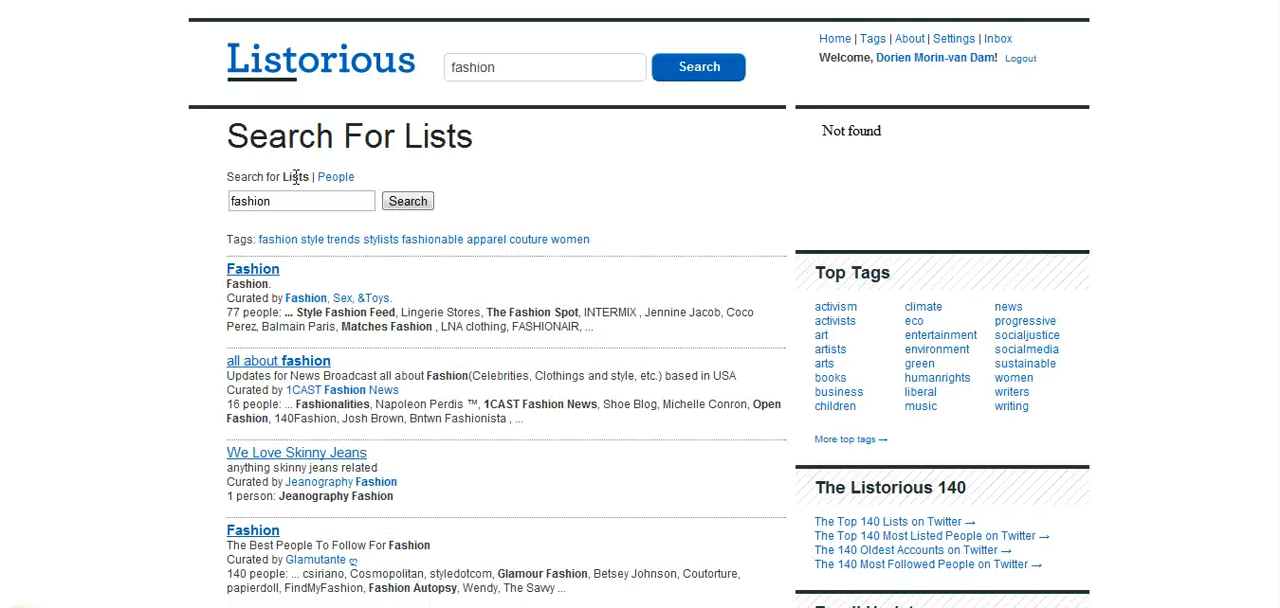 Listorious
fashion
Search
Home | Tags | About | Settings | Inbox
Welcome, Dorien Morin-van Dam! Logout
Search For Lists
Not found
Search for Lists | People
fashion
Search
Tags: fashion style trends stylists fashionable apparel couture women
Fashion
Fashion.
Curated by Fashion, Sex, &Toys.
77 people: ... Style Fashion Feed, Lingerie Stores, The Fashion Spot, INTERMIX , Jennine Jacob, Coco
Perez, Balmain Paris, Matches Fashion , LNA clothing, FASHIONAIR, ...
all about fashion
Updates for News Broadcast all about Fashion(Celebrities, Clothings and style, etc.) based in USA
Curated by 1CAST Fashion News
16 people: ... Fashionalities, Napoleon Perdis ™, 1CAST Fashion News, Shoe Blog, Michelle Conron, Open
Fashion, 140Fashion, Josh Brown, Bntwn Fashionista , ...
We Love Skinny Jeans
anything skinny jeans related
Curated by Jeanography Fashion
1 person: Jeanography Fashion
Fashion
The Best People To Follow For Fashion
Curated by Glamutante ღ
140 people: ... csiriano, Cosmopolitan, styledotcom, Glamour Fashion, Betsey Johnson, Coutorture,
papierdoll, FindMyFashion, Fashion Autopsy, Wendy, The Savvy ...
Top Tags
activism climate news
activists eco progressive
art entertainment socialjustice
artists environment socialmedia
arts green sustainable
books humanrights women
business liberal writers
children music writing
More top tags →
The Listorious 140
The Top 140 Lists on Twitter →
The Top 140 Most Listed People on Twitter →
The 140 Oldest Accounts on Twitter →
The 140 Most Followed People on Twitter →